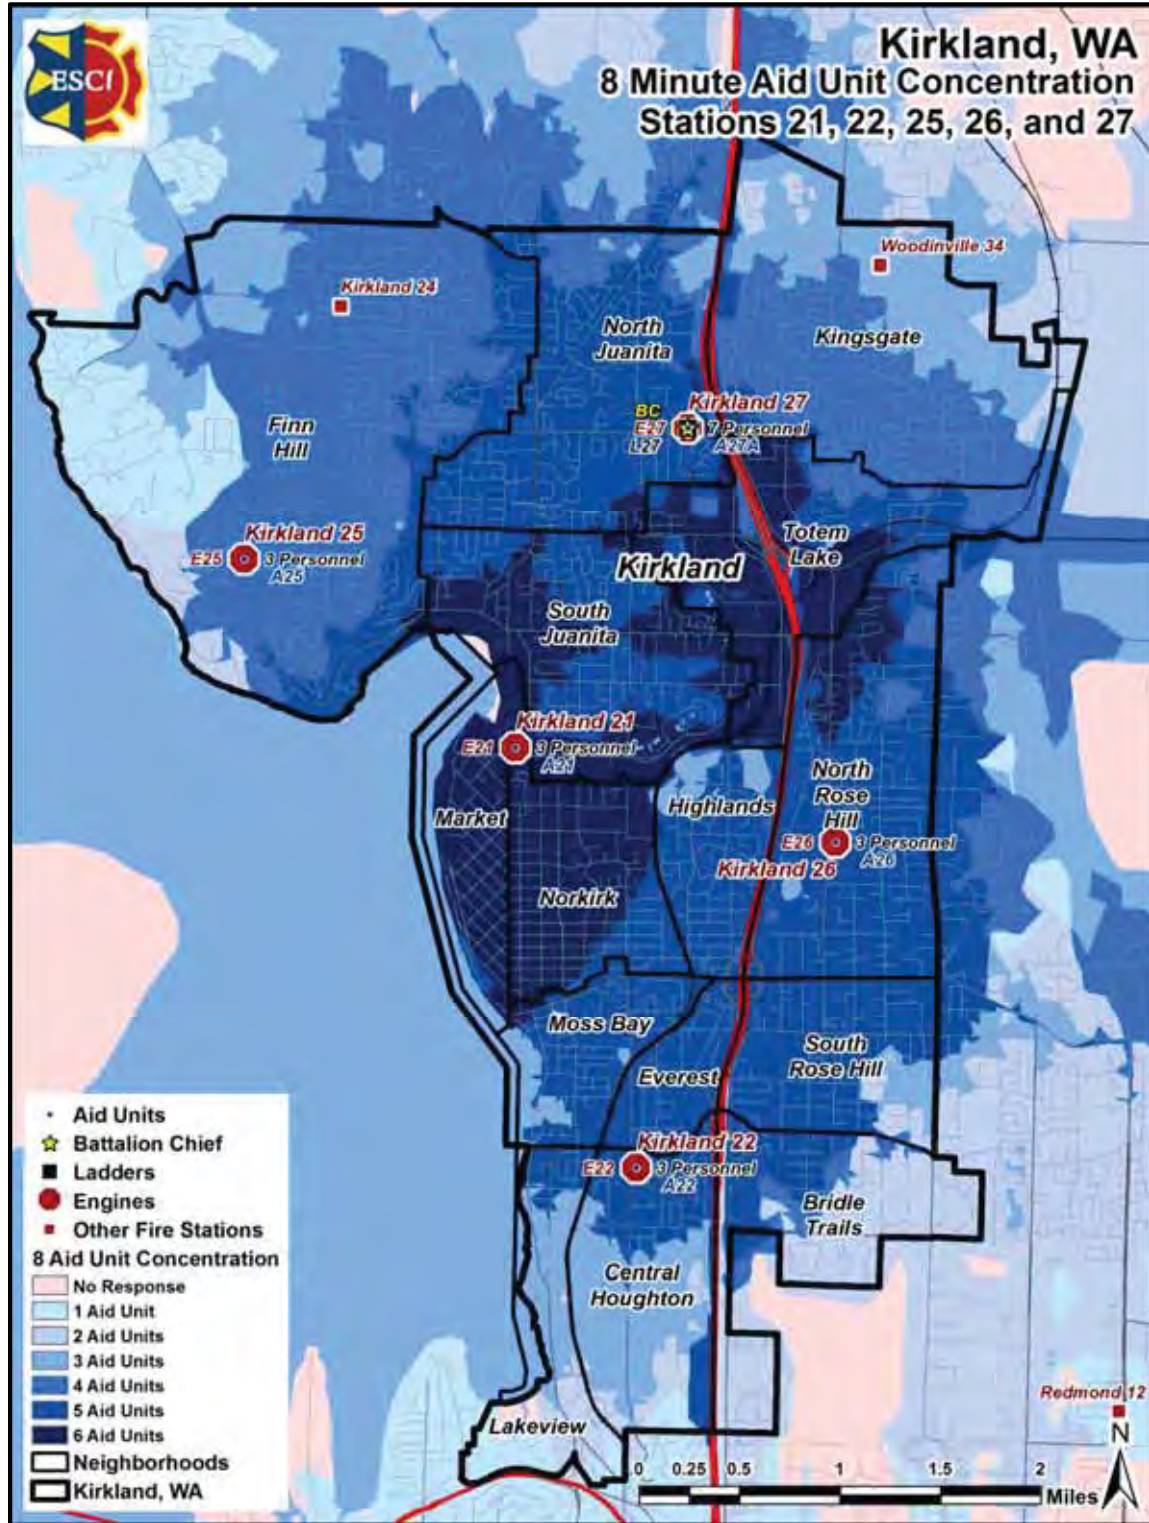 ESCi
Kirkland, WA
8 Minute Aid Unit Concentration
Stations 21, 22, 25, 26, and 27
Woodinville 34
Kirkland 24
North
Juanita
Kingsgate
Kirkland 27
BC
E27
7 Personnel
L27
A27A
Finn
Hill
Kirkland 25
E25
3 Personnel
A25
Totem
Lake
Kirkland
South
Juanita
Kirkland 21
E21
3 Personnel
A21
North
Rose
Hill
Highlands
Market
E26
3 Personnel
A26
Kirkland 26
Norkirk
Moss Bay
South
Rose Hill
Everest
Kirkland 22
E22
3 Personnel
A22
Bridle
Trails
Central
Houghton
Lakeview
Redmond 12
Aid Units
Battalion Chief
Ladders
Engines
Other Fire Stations
8 Aid Unit Concentration
No Response
1 Aid Unit
2 Aid Units
3 Aid Units
4 Aid Units
5 Aid Units
6 Aid Units
Neighborhoods
Kirkland, WA
0 0.25 0.5 1 1.5 2
Miles
N